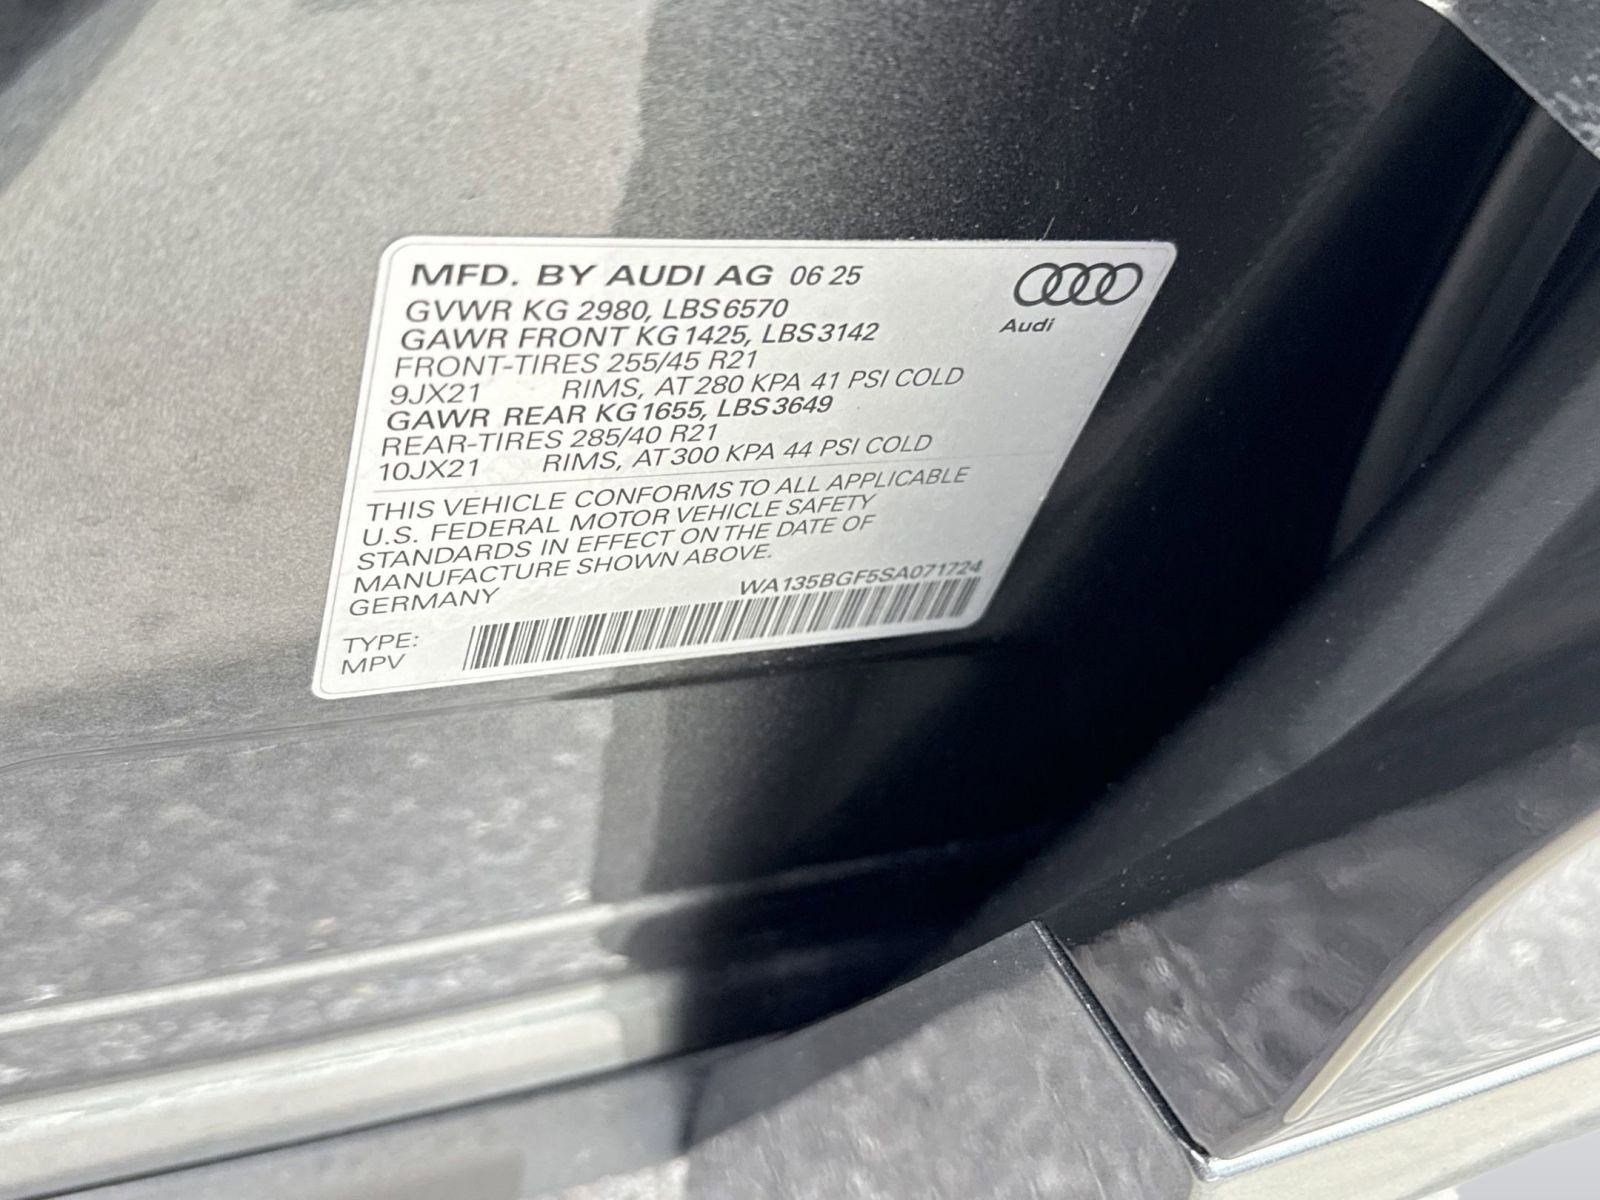 MFD. BY AUDI AG 06 25
GVWR KG 2980, LBS 6570
GAWR FRONT KG 1425, LBS 3142
FRONT-TIRES 255/45 R21
9JX21 RIMS, AT 280 KPA 41 PSI COLD
GAWR REAR KG 1655, LBS 3649
REAR-TIRES 285/40 R21
10JX21 RIMS, AT 300 KPA 44 PSI COLD
Audi
THIS VEHICLE CONFORMS TO ALL APPLICABLE
U.S. FEDERAL MOTOR VEHICLE SAFETY
STANDARDS IN EFFECT ON THE DATE OF
MANUFACTURE SHOWN ABOVE.
GERMANY
WA135BGF5SA071724
TYPE:
MPV